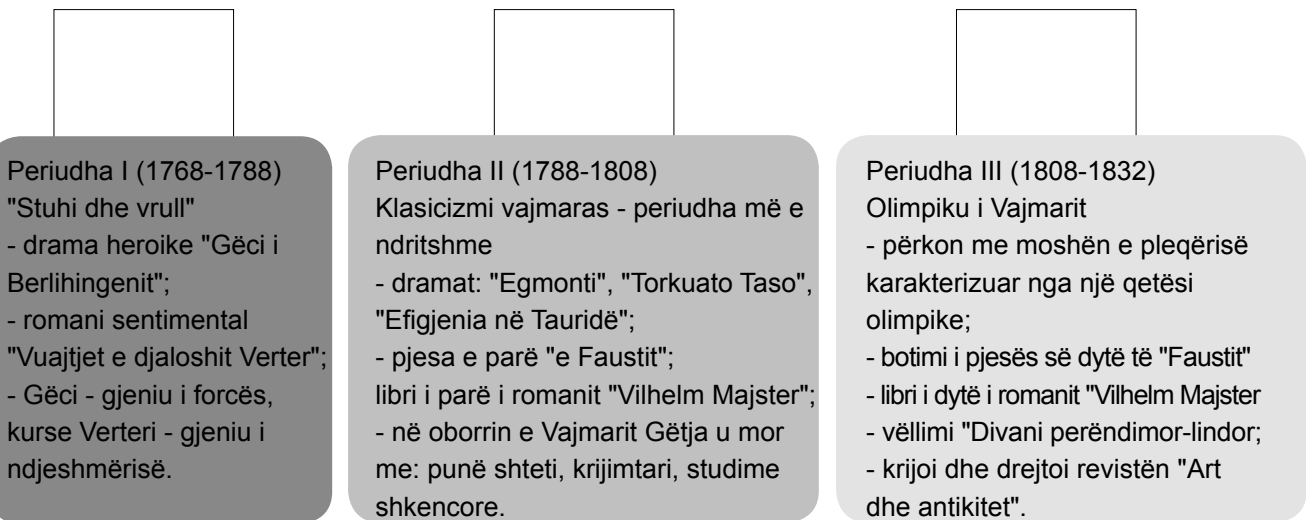 Periudha I (1768-1788)
"Stuhi dhe vrull"
- drama heroike "Gëci i
Berlihingenit";
- romani sentimental
"Vuajtjet e djaloshit Verter";
- Gëci - gjeniu i forcës,
kurse Verteri - gjeniu i
ndjeshmërisë.
Periudha II (1788-1808)
Klasicizmi vajmaras - periudha më e
ndritshme
- dramat: "Egmonti", "Torkuato Taso",
"Efigjenia në Tauridë";
- pjesa e parë "e Faustit";
libri i parë i romanit "Vilhelm Majster";
- në oborrin e Vajmarit Gëtja u mor
me: punë shteti, krijimtari, studime
shkencore.
Periudha III (1808-1832)
Olimpiku i Vajmarit
- përkon me moshën e pleqërisë
karakterizuar nga një qetësi
olimpike;
- botimi i pjesës së dytë të "Faustit"
- libri i dytë i romanit "Vilhelm Majster
- vëllimi "Divani perëndimor-lindor;
- krijoi dhe drejtoi revistën "Art
dhe antikitet".